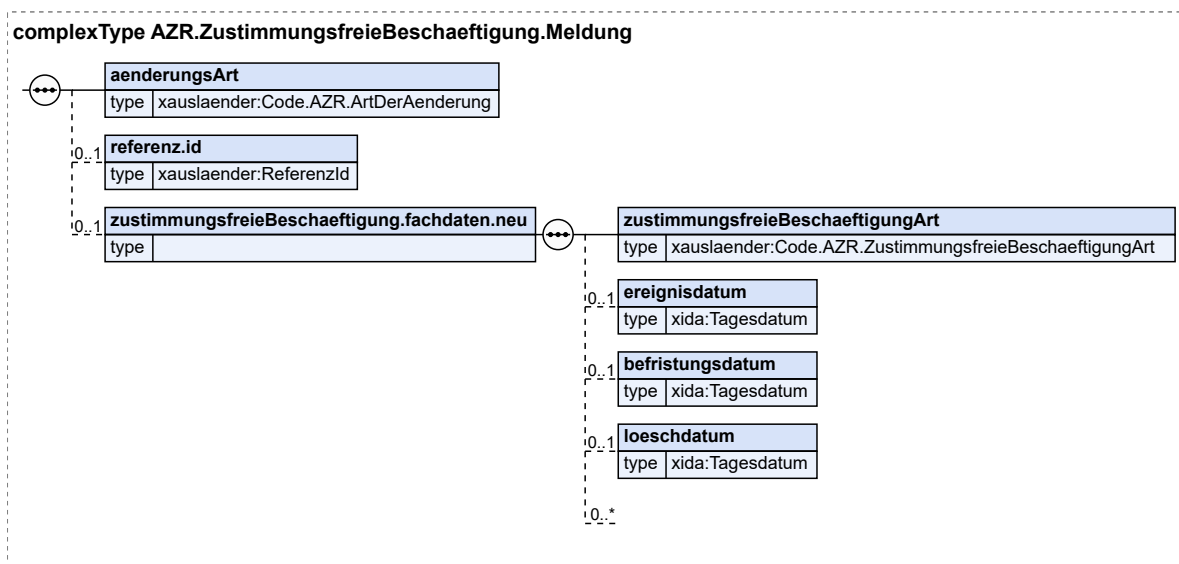 complexType AZR.ZustimmungsfreieBeschaeftigung.Meldung
aenderungsArt
type xauslaender:Code.AZR.ArtDerAenderung
0..1 referenz.id
type xauslaender:ReferenzId
0..1 zustimmungsfreieBeschaeftigung.fachdaten.neu
type
zustimmungsfreieBeschaeftigungArt
type xauslaender:Code.AZR.ZustimmungsfreieBeschaeftigungArt
0..1 ereignisdatum
type xida:Tagesdatum
0..1 befristungsdatum
type xida:Tagesdatum
0..1 loeschdatum
type xida:Tagesdatum
0..*